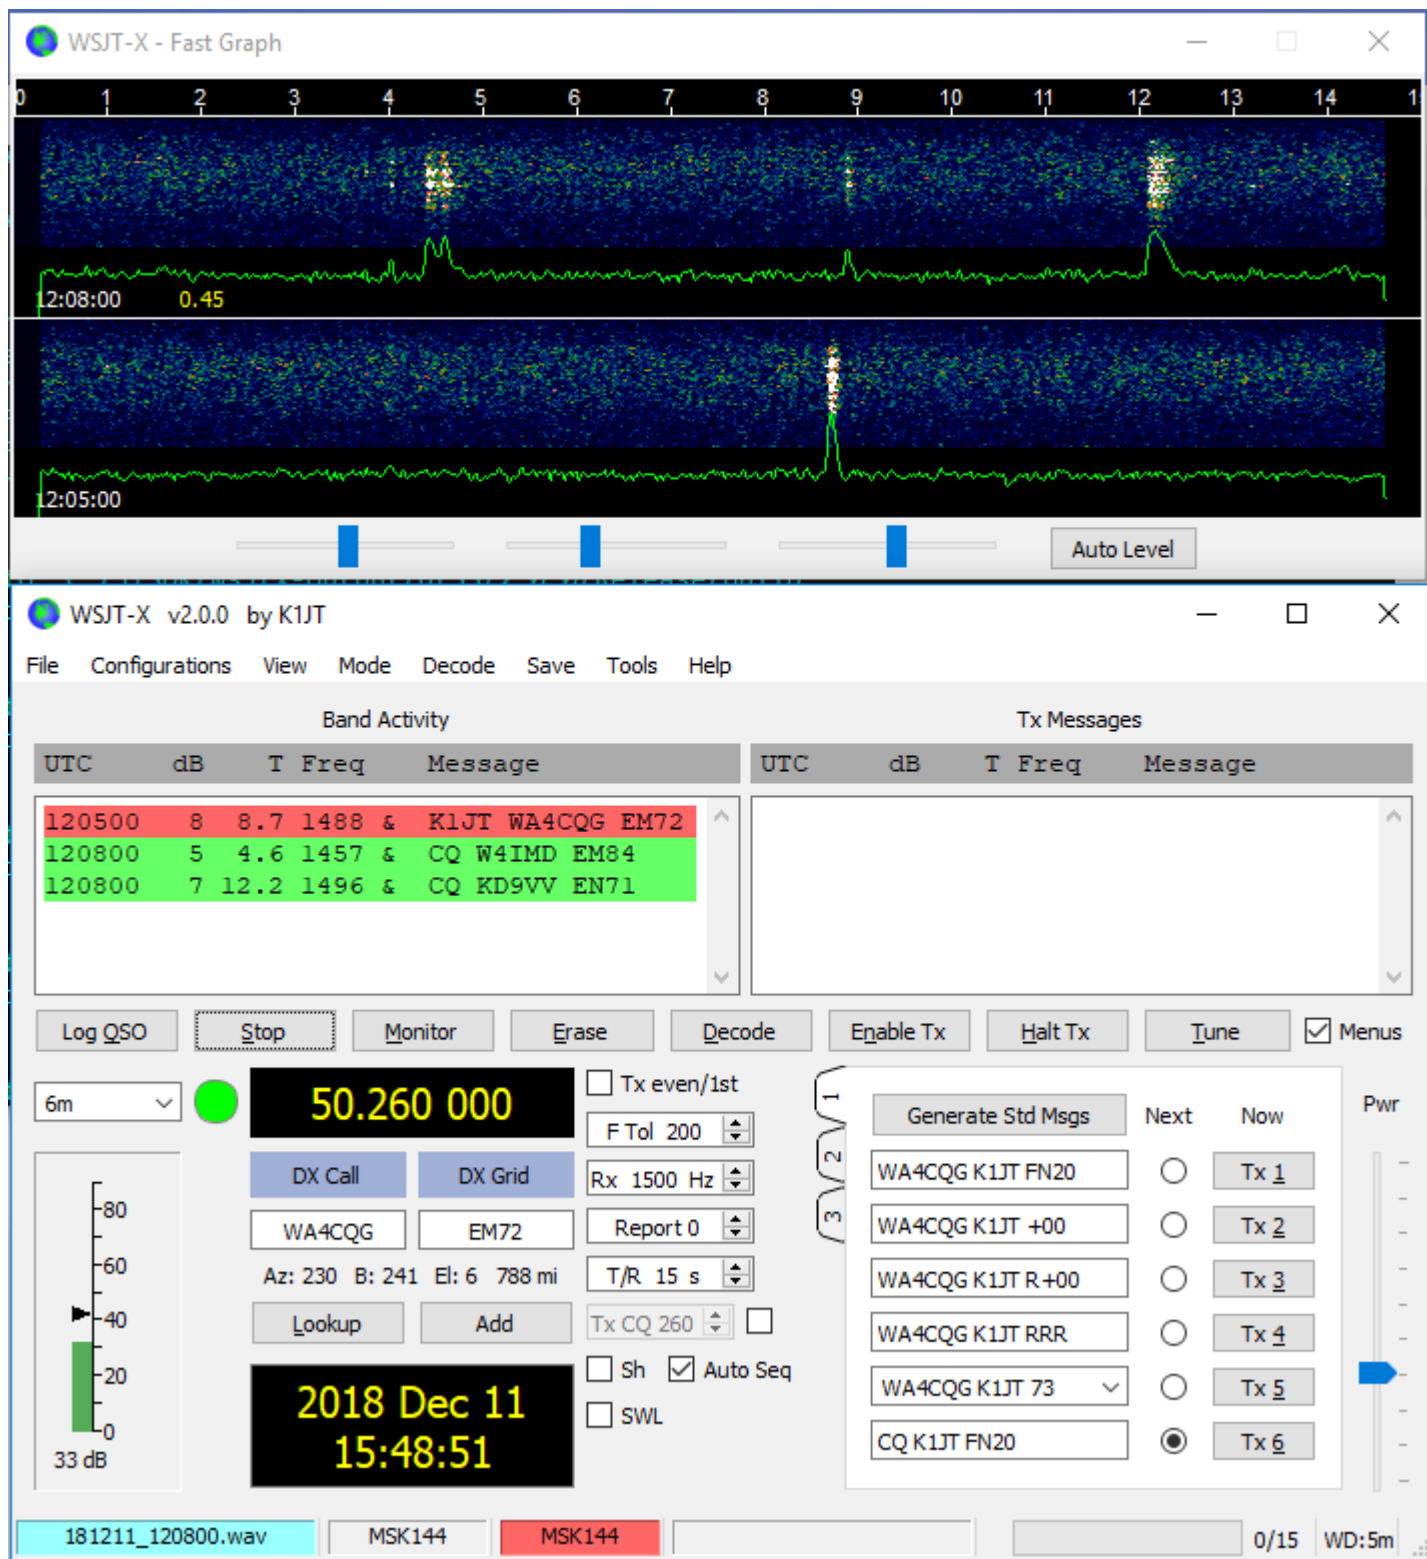 WSJT-X - Fast Graph
0 1 2 3 4 5 6 7 8 9 10 11 12 13 14
12:08:00 0.45
12:05:00
Auto Level
WSJT-X v2.0.0 by K1JT
File Configurations View Mode Decode Save Tools Help
Band Activity Tx Messages
UTC dB T Freq Message UTC dB T Freq Message
120500 8 8.7 1488 & K1JT WA4CQG EM72
120800 5 4.6 1457 & CQ W4IMD EM84
120800 7 12.2 1496 & CQ KD9VV EN71
Log QSO Stop Monitor Erase Decode Enable Tx Halt Tx Tune Menus
6m
50.260 000
Tx even/1st
F Tol 200
DX Call DX Grid
Rx 1500 Hz
WA4CQG EM72
Report 0
Az: 230 B: 241 El: 6 788 mi
T/R 15 s
Lookup Add
Tx CQ 260
Sh Auto Seq
SWL
2018 Dec 11
15:48:51
80
60
40
20
0
33 dB
1
2
3
Generate Std Msgs Next Now
Pwr
WA4CQG K1JT FN20 Tx 1
WA4CQG K1JT +00 Tx 2
WA4CQG K1JT R+00 Tx 3
WA4CQG K1JT RRR Tx 4
WA4CQG K1JT 73 Tx 5
CQ K1JT FN20 Tx 6
181211_120800.wav MSK144 MSK144 0/15 WD:5m